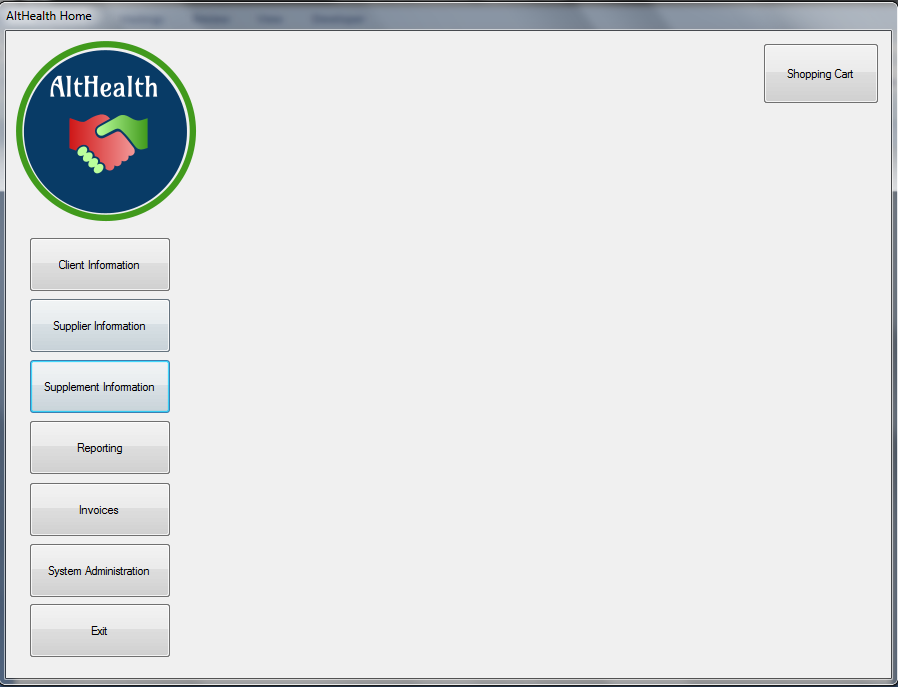 AltHealth Home
AltHealth
Shopping Cart
Client Information
Supplier Information
Supplement Information
Reporting
Invoices
System Administration
Exit